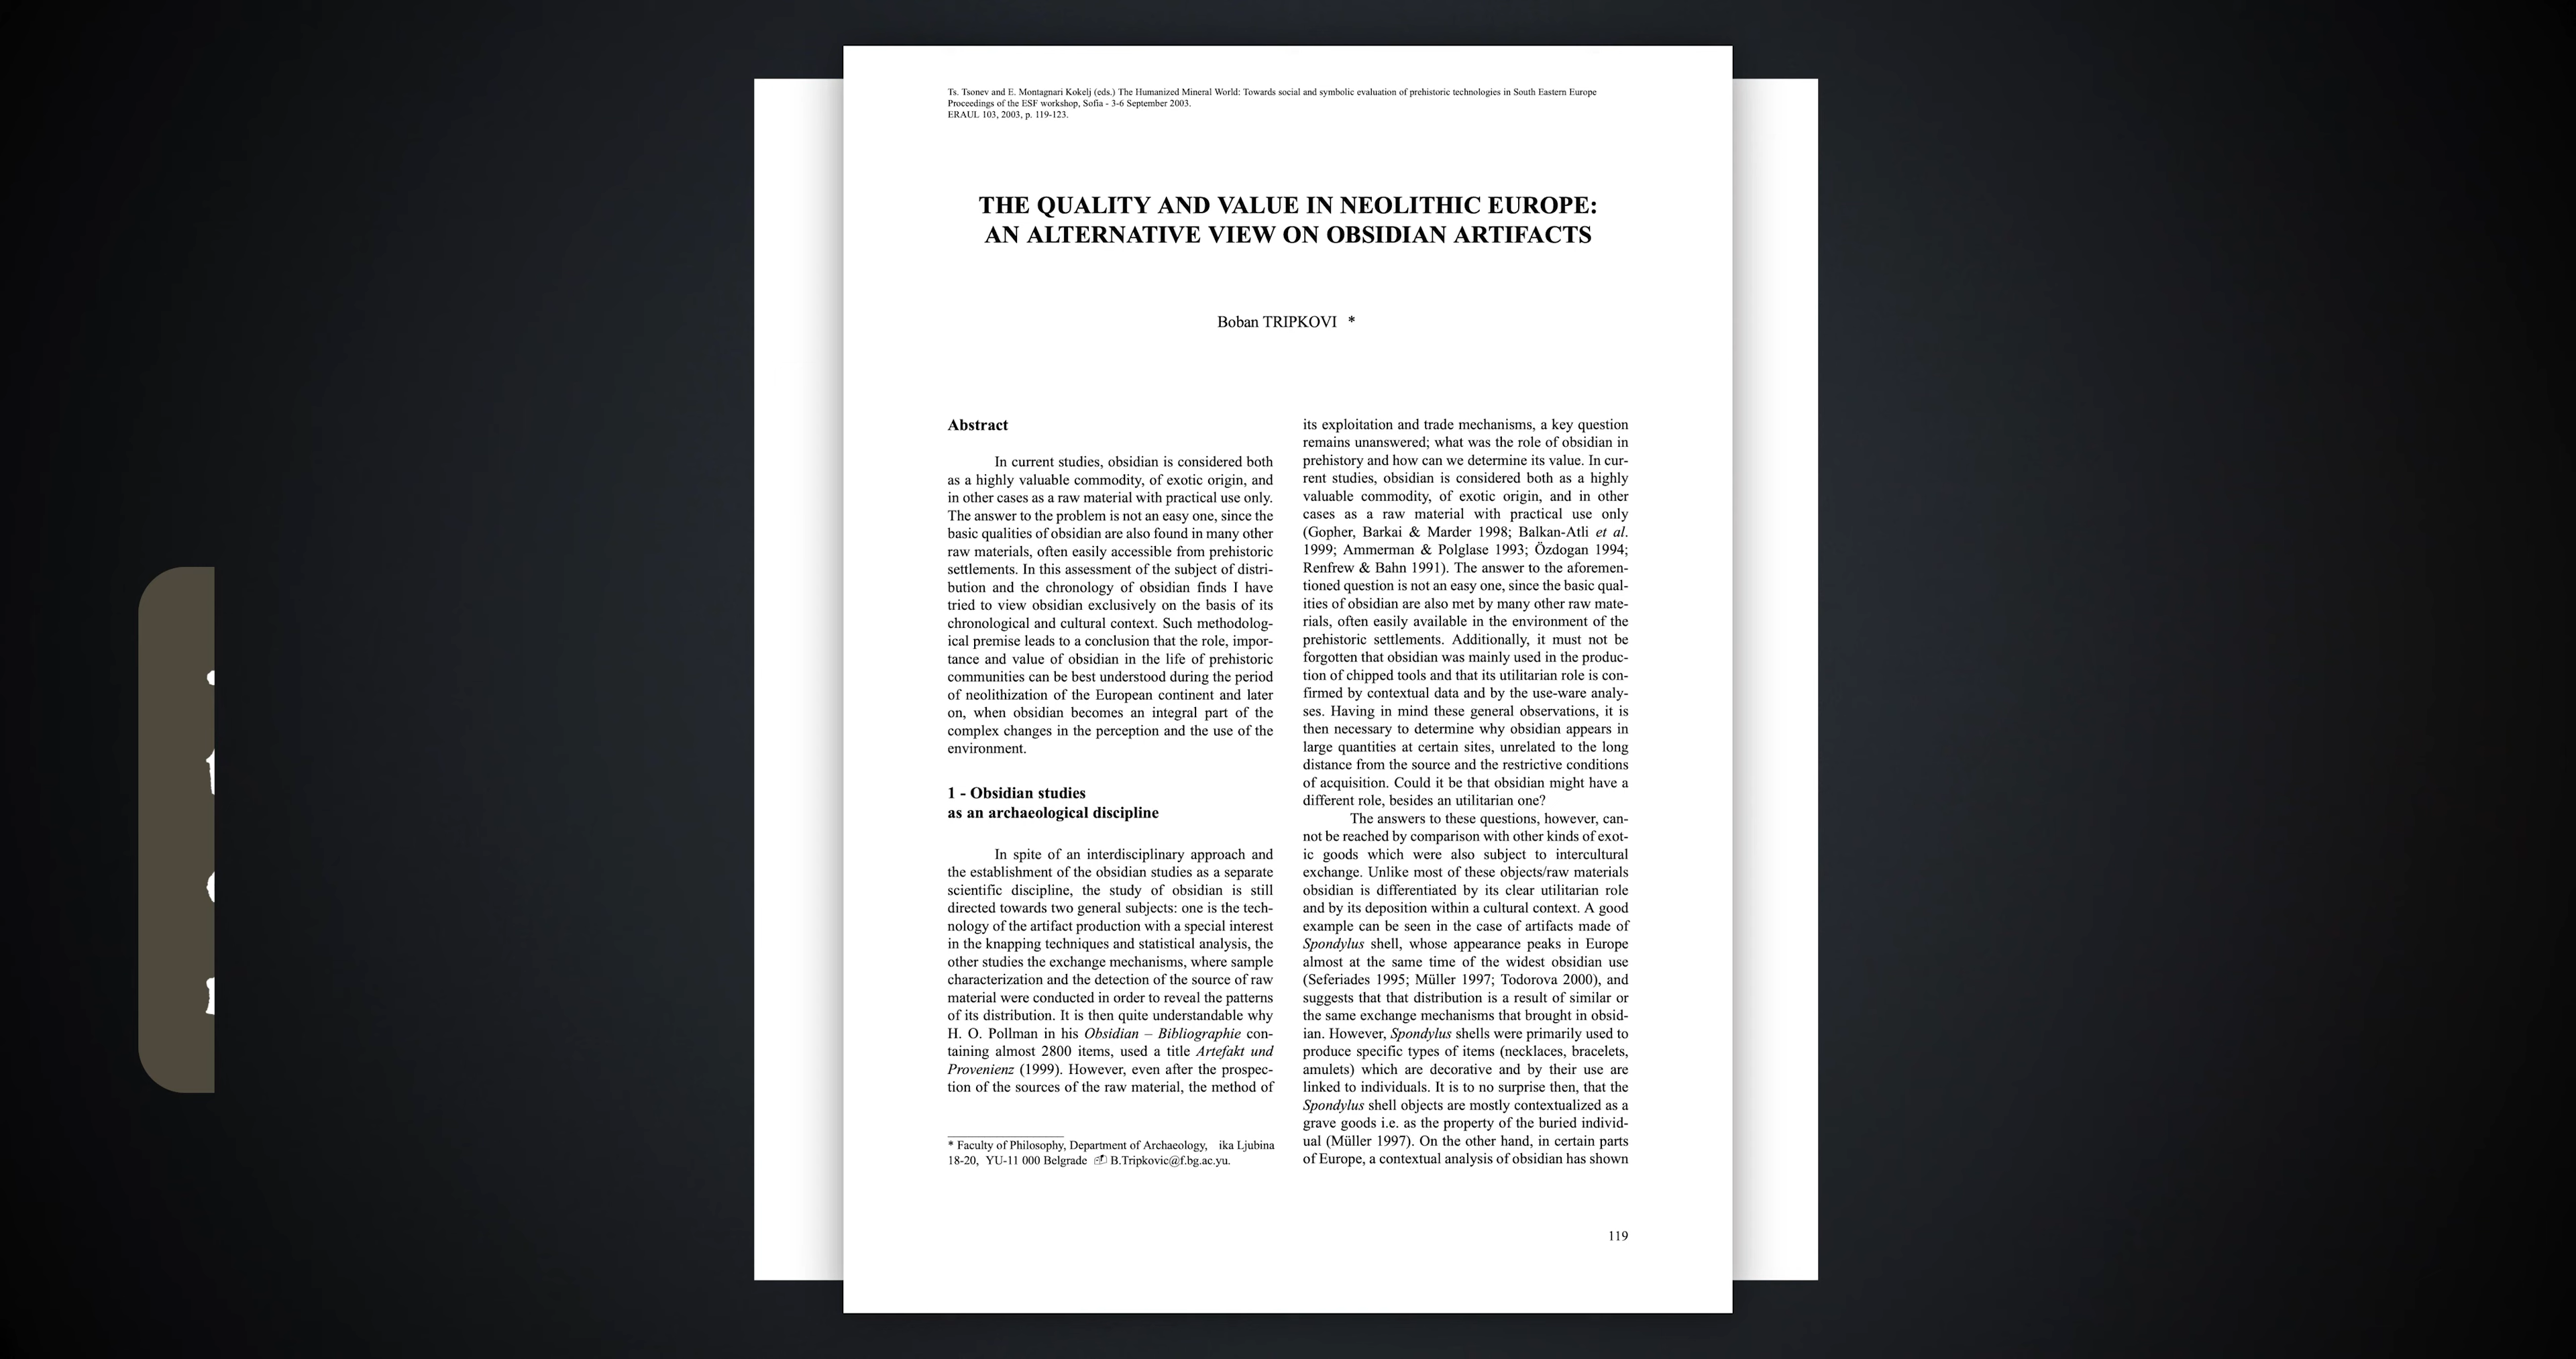 Ts. Tsonev and E. Montagnari Kokelj (eds.) The Humanized Mineral World: Towards social and symbolic evaluation of prehistoric technologies in South Eastern Europe
Proceedings of the ESF workshop, Sofia - 3-6 September 2003.
ERAUL 103, 2003, p. 119-123.
THE QUALITY AND VALUE IN NEOLITHIC EUROPE:
AN ALTERNATIVE VIEW ON OBSIDIAN ARTIFACTS
Boban TRIPKOVI *
Abstract
In current studies, obsidian is considered both
as a highly valuable commodity, of exotic origin, and
in other cases as a raw material with practical use only.
The answer to the problem is not an easy one, since the
basic qualities of obsidian are also found in many other
raw materials, often easily accessible from prehistoric
settlements. In this assessment of the subject of distri-
bution and the chronology of obsidian finds I have
tried to view obsidian exclusively on the basis of its
chronological and cultural context. Such methodolog-
ical premise leads to a conclusion that the role, impor-
tance and value of obsidian in the life of prehistoric
communities can be best understood during the period
of neolithization of the European continent and later
on, when obsidian becomes an integral part of the
complex changes in the perception and the use of the
environment.
1 - Obsidian studies
as an archaeological discipline
In spite of an interdisciplinary approach and
the establishment of the obsidian studies as a separate
scientific discipline, the study of obsidian is still
directed towards two general subjects: one is the tech-
nology of the artifact production with a special interest
in the knapping techniques and statistical analysis, the
other studies the exchange mechanisms, where sample
characterization and the detection of the source of raw
material were conducted in order to reveal the patterns
of its distribution. It is then quite understandable why
H. O. Pollman in his Obsidian – Bibliographie con-
taining almost 2800 items, used a title Artefakt und
Provenienz (1999). However, even after the prospec-
tion of the sources of the raw material, the method of
* Faculty of Philosophy, Department of Archaeology, ika Ljubina
18-20, YU-11 000 Belgrade B.Tripkovic@f.bg.ac.yu.
its exploitation and trade mechanisms, a key question
remains unanswered; what was the role of obsidian in
prehistory and how can we determine its value. In cur-
rent studies, obsidian is considered both as a highly
valuable commodity, of exotic origin, and in other
cases as a raw material with practical use only
(Gopher, Barkai & Marder 1998; Balkan-Atli et al.
1999; Ammerman & Polglase 1993; Özdogan 1994;
Renfrew & Bahn 1991). The answer to the aforemen-
tioned question is not an easy one, since the basic qual-
ities of obsidian are also met by many other raw mate-
rials, often easily available in the environment of the
prehistoric settlements. Additionally, it must not be
forgotten that obsidian was mainly used in the produc-
tion of chipped tools and that its utilitarian role is con-
firmed by contextual data and by the use-ware analy-
ses. Having in mind these general observations, it is
then necessary to determine why obsidian appears in
large quantities at certain sites, unrelated to the long
distance from the source and the restrictive conditions
of acquisition. Could it be that obsidian might have a
different role, besides an utilitarian one?
The answers to these questions, however, can-
not be reached by comparison with other kinds of exot-
ic goods which were also subject to intercultural
exchange. Unlike most of these objects/raw materials
obsidian is differentiated by its clear utilitarian role
and by its deposition within a cultural context. A good
example can be seen in the case of artifacts made of
Spondylus shell, whose appearance peaks in Europe
almost at the same time of the widest obsidian use
(Seferiades 1995; Müller 1997; Todorova 2000), and
suggests that that distribution is a result of similar or
the same exchange mechanisms that brought in obsid-
ian. However, Spondylus shells were primarily used to
produce specific types of items (necklaces, bracelets,
amulets) which are decorative and by their use are
linked to individuals. It is to no surprise then, that the
Spondylus shell objects are mostly contextualized as a
grave goods i.e. as the property of the buried individ-
ual (Müller 1997). On the other hand, in certain parts
of Europe, a contextual analysis of obsidian has shown
119